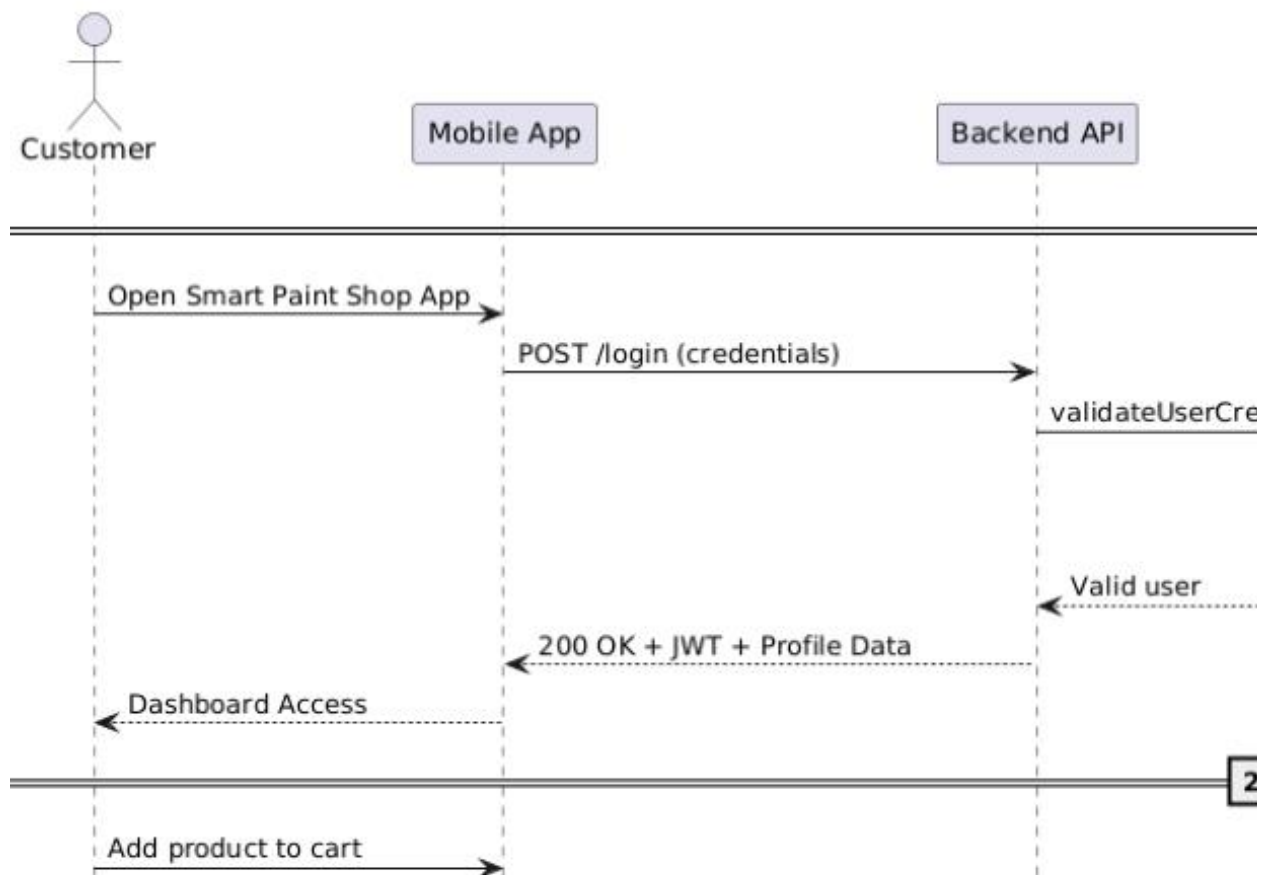 Customer
Mobile App
Backend API
Open Smart Paint Shop App
POST /login (credentials)
validateUserCre
Valid user
200 OK + JWT + Profile Data
Dashboard Access
2
Add product to cart